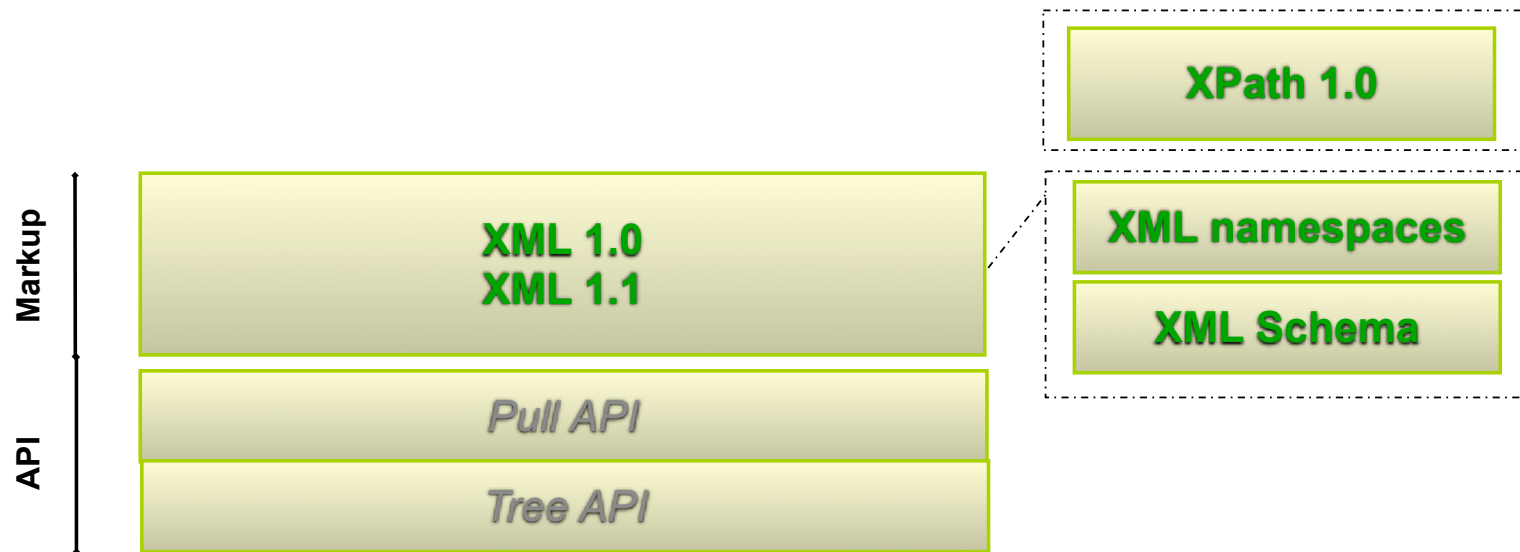 XPath 1.0
Markup
XML 1.0
XML 1.1
XML namespaces
XML Schema
API
Pull API
Tree API